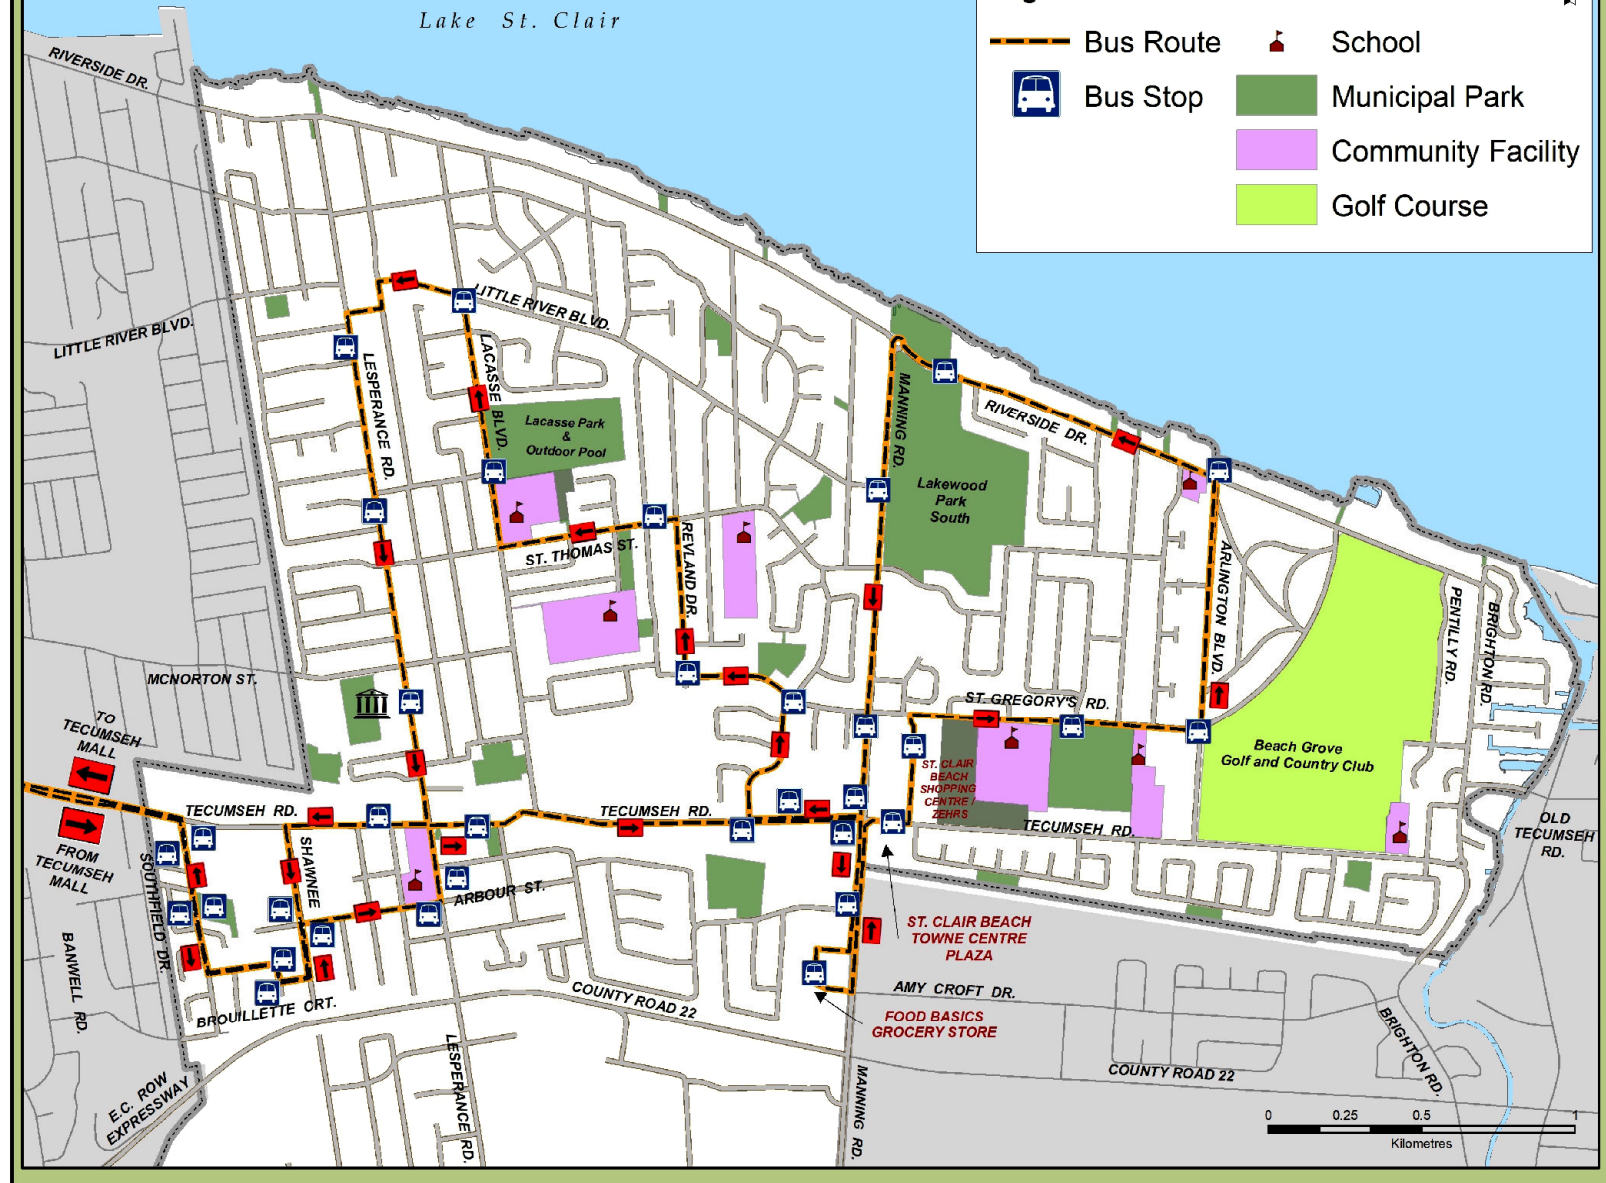 Lake St. Clair
Bus Route
School
Bus Stop
Municipal Park
Community Facility
Golf Course
RIVERSIDE DR.
LITTLE RIVER BLVD.
LITTLE RIVER BLVD.
LESPERANCE RD.
LACASSE BLVD.
Lacasse Park
&
Outdoor Pool
MANNING RD.
RIVERSIDE DR.
Lakewood
Park
South
ST. THOMAS ST.
REVLAND DR.
ARLINGTON BLVD.
PENTILLY RD.
BRIGHTON RD.
MCNORTON ST.
ST. GREGORY'S RD.
TO
TECUMSEH
MALL
Beach Grove
Golf and Country Club
ST. CLAIR
BEACH
SHOPPING
CENTRE /
ZEHRS
TECUMSEH RD.
TECUMSEH RD.
TECUMSEH RD.
OLD
TECUMSEH
RD.
FROM
TECUMSEH
MALL
SOUTHFIELD DR.
SHAWNEE
ARBOUR ST.
BANWELL RD.
ST. CLAIR BEACH
TOWNE CENTRE
PLAZA
BROUILLETTE CRT.
COUNTY ROAD 22
AMY CROFT DR.
FOOD BASICS
GROCERY STORE
LESPERANCE RD.
E.C. ROW
EXPRESSWAY
MANNING RD.
COUNTY ROAD 22
BRIGHTON RD.
0 0.25 0.5 1
Kilometres